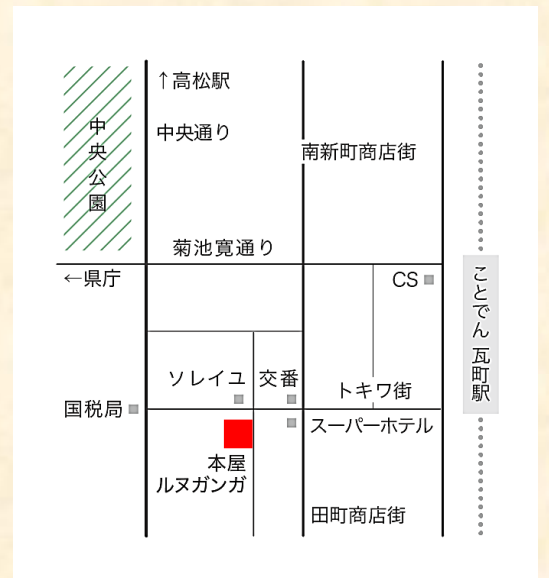 ↑高松駅
中央通り
中央公園
南新町商店街
菊池寛通り
←県庁
CS
ことでん 瓦町駅
ソレイユ
交番
トキワ街
国税局
スーパーホテル
本屋
ルヌガンガ
田町商店街